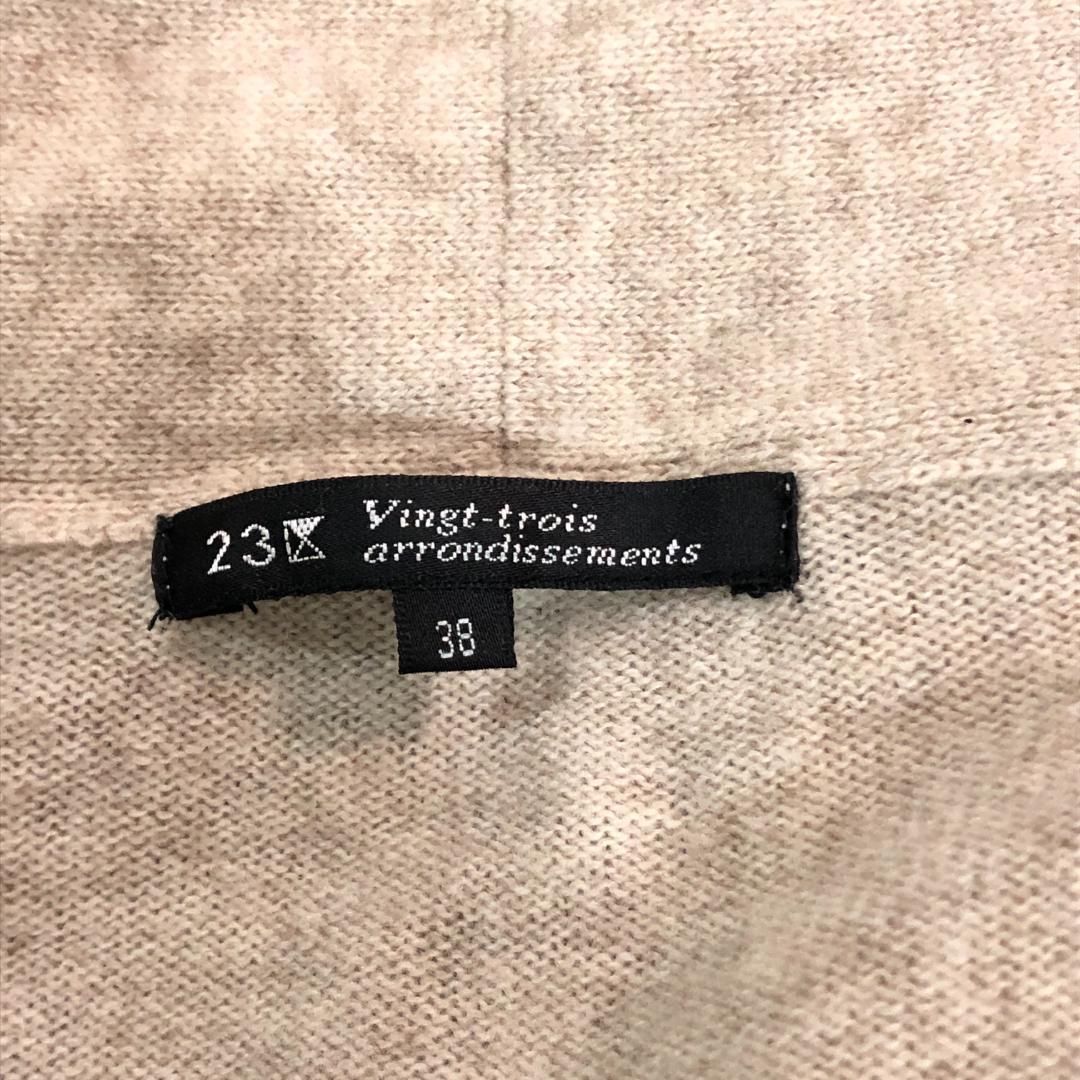 23区 Vingt-trois
arrondissements
38